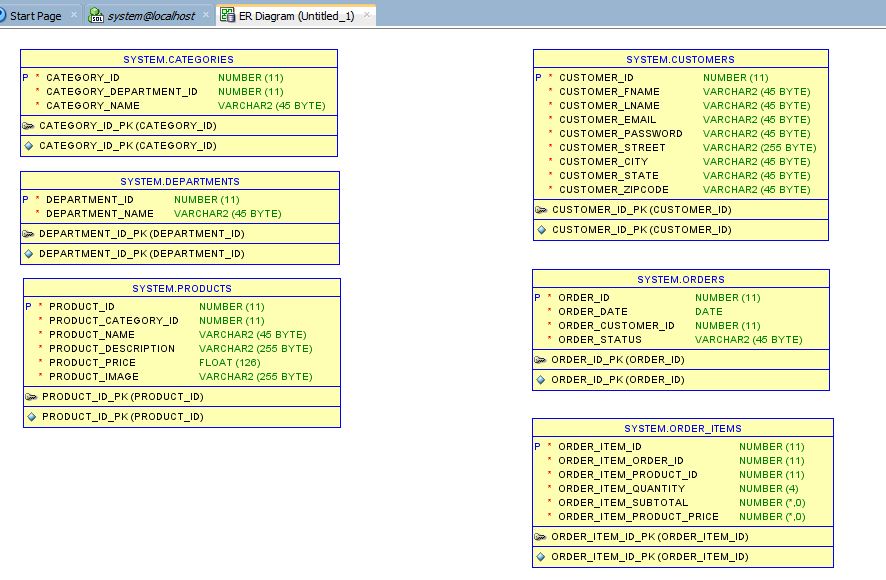 Start Page
system@localhost
ER Diagram (Untitled_1)
SYSTEM.CATEGORIES
P * CATEGORY_ID NUMBER (11)
* CATEGORY_DEPARTMENT_ID NUMBER (11)
* CATEGORY_NAME VARCHAR2 (45 BYTE)
CATEGORY_ID_PK (CATEGORY_ID)
CATEGORY_ID_PK (CATEGORY_ID)
SYSTEM.DEPARTMENTS
P * DEPARTMENT_ID NUMBER (11)
* DEPARTMENT_NAME VARCHAR2 (45 BYTE)
DEPARTMENT_ID_PK (DEPARTMENT_ID)
DEPARTMENT_ID_PK (DEPARTMENT_ID)
SYSTEM.PRODUCTS
P * PRODUCT_ID NUMBER (11)
* PRODUCT_CATEGORY_ID NUMBER (11)
* PRODUCT_NAME VARCHAR2 (45 BYTE)
* PRODUCT_DESCRIPTION VARCHAR2 (255 BYTE)
* PRODUCT_PRICE FLOAT (126)
* PRODUCT_IMAGE VARCHAR2 (255 BYTE)
PRODUCT_ID_PK (PRODUCT_ID)
PRODUCT_ID_PK (PRODUCT_ID)
SYSTEM.CUSTOMERS
P * CUSTOMER_ID NUMBER (11)
* CUSTOMER_FNAME VARCHAR2 (45 BYTE)
* CUSTOMER_LNAME VARCHAR2 (45 BYTE)
* CUSTOMER_EMAIL VARCHAR2 (45 BYTE)
* CUSTOMER_PASSWORD VARCHAR2 (45 BYTE)
* CUSTOMER_STREET VARCHAR2 (255 BYTE)
* CUSTOMER_CITY VARCHAR2 (45 BYTE)
* CUSTOMER_STATE VARCHAR2 (45 BYTE)
* CUSTOMER_ZIPCODE VARCHAR2 (45 BYTE)
CUSTOMER_ID_PK (CUSTOMER_ID)
CUSTOMER_ID_PK (CUSTOMER_ID)
SYSTEM.ORDERS
P * ORDER_ID NUMBER (11)
* ORDER_DATE DATE
* ORDER_CUSTOMER_ID NUMBER (11)
* ORDER_STATUS VARCHAR2 (45 BYTE)
ORDER_ID_PK (ORDER_ID)
ORDER_ID_PK (ORDER_ID)
SYSTEM.ORDER_ITEMS
P * ORDER_ITEM_ID NUMBER (11)
* ORDER_ITEM_ORDER_ID NUMBER (11)
* ORDER_ITEM_PRODUCT_ID NUMBER (11)
* ORDER_ITEM_QUANTITY NUMBER (4)
* ORDER_ITEM_SUBTOTAL NUMBER (*,0)
* ORDER_ITEM_PRODUCT_PRICE NUMBER (*,0)
ORDER_ITEM_ID_PK (ORDER_ITEM_ID)
ORDER_ITEM_ID_PK (ORDER_ITEM_ID)